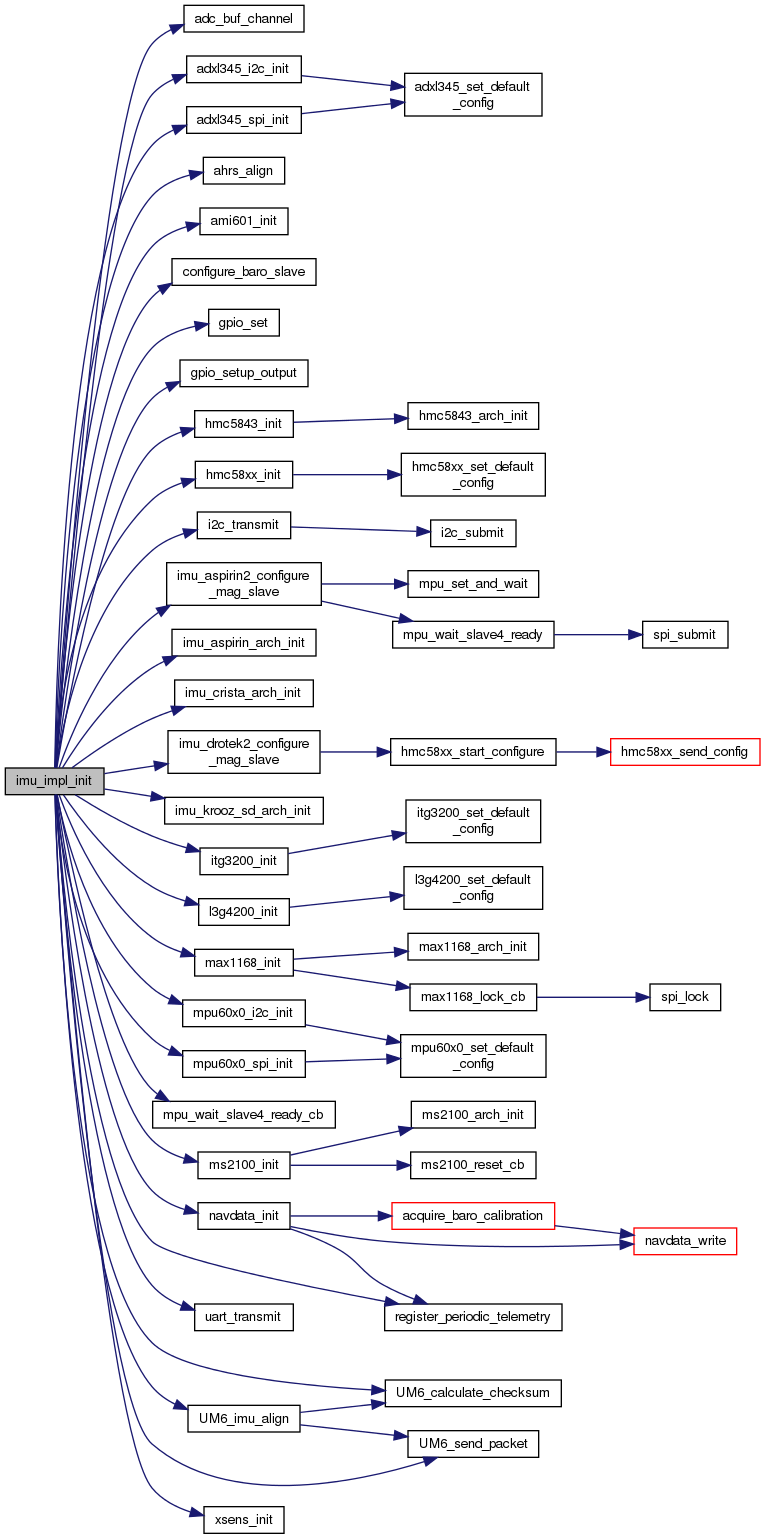 adc_buf_channel
adxl345_i2c_init
adxl345_set_default
_config
adxl345_spi_init
ahrs_align
ami601_init
configure_baro_slave
gpio_set
gpio_setup_output
hmc5843_init
hmc5843_arch_init
hmc58xx_init
hmc58xx_set_default
_config
i2c_transmit
i2c_submit
imu_aspirin2_configure
_mag_slave
mpu_set_and_wait
mpu_wait_slave4_ready
spi_submit
imu_aspirin_arch_init
imu_crista_arch_init
imu_drotek2_configure
_mag_slave
hmc58xx_start_configure
hmc58xx_send_config
imu_impl_init
imu_krooz_sd_arch_init
itg3200_init
itg3200_set_default
_config
l3g4200_init
l3g4200_set_default
_config
max1168_init
max1168_arch_init
max1168_lock_cb
spi_lock
mpu60x0_i2c_init
mpu60x0_set_default
_config
mpu60x0_spi_init
mpu_wait_slave4_ready_cb
ms2100_arch_init
ms2100_init
ms2100_reset_cb
navdata_init
acquire_baro_calibration
navdata_write
uart_transmit
register_periodic_telemetry
UM6_calculate_checksum
UM6_imu_align
UM6_send_packet
xsens_init